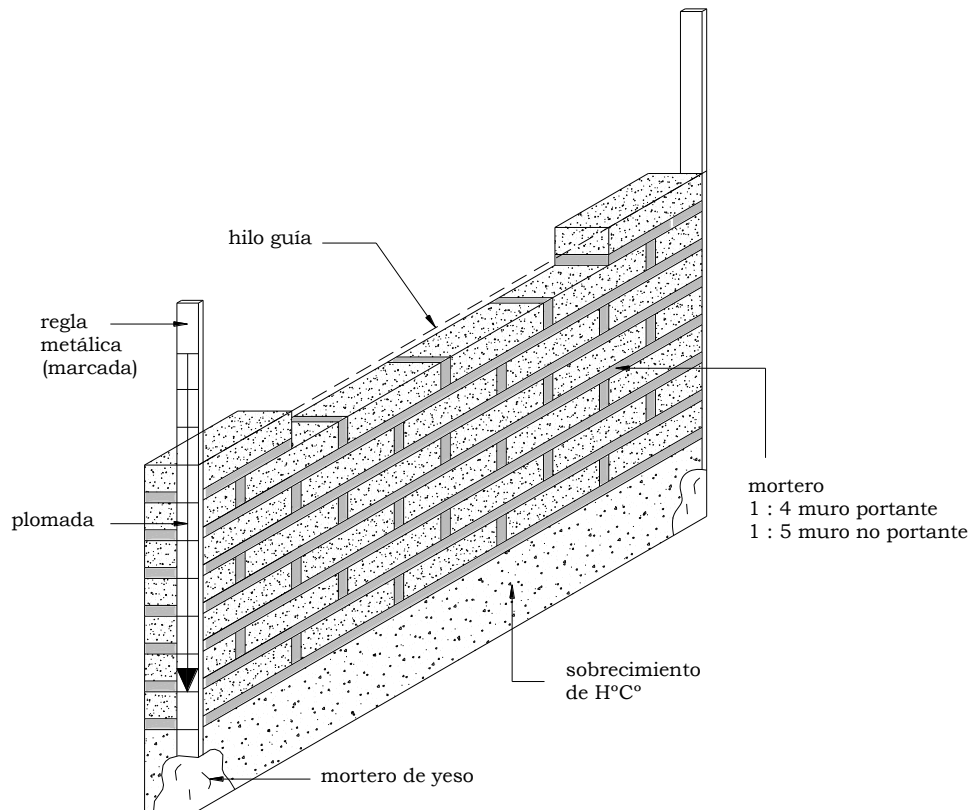 hilo guía
regla
metálica
(marcada)
plomada
mortero
1 : 4 muro portante
1 : 5 muro no portante
sobrecimiento
de HºCº
mortero de yeso